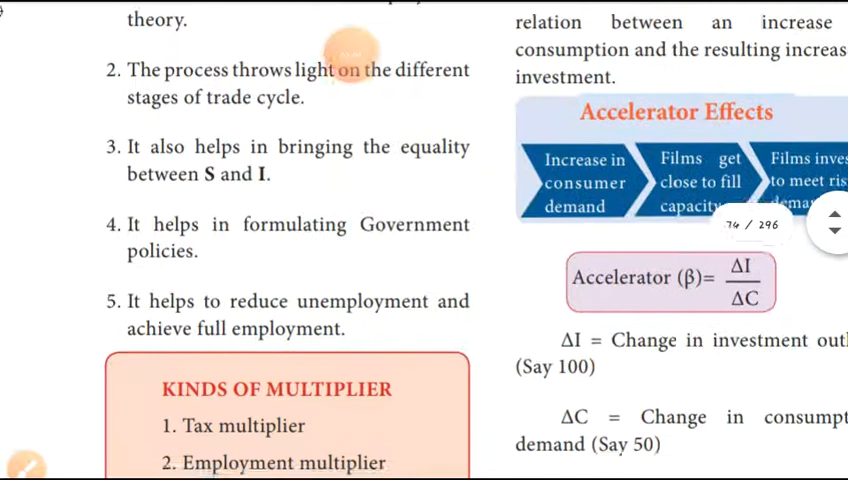 theory.
2. The process throws light on the different
stages of trade cycle.
3. It also helps in bringing the equality
between S and I.
4. It helps in formulating Government
policies.
5. It helps to reduce unemployment and
achieve full employment.
KINDS OF MULTIPLIER
1. Tax multiplier
2. Employment multiplier
relation between an increase
consumption and the resulting increas
investment.
Accelerator Effects
Increase in
consumer
demand
Films get
close to fill
capacity
Films inves
to meet ris
dema
74 / 296
Accelerator (β)= ΔI
ΔC
ΔI = Change in investment outl
(Say 100)
ΔC = Change in consumpt
demand (Say 50)